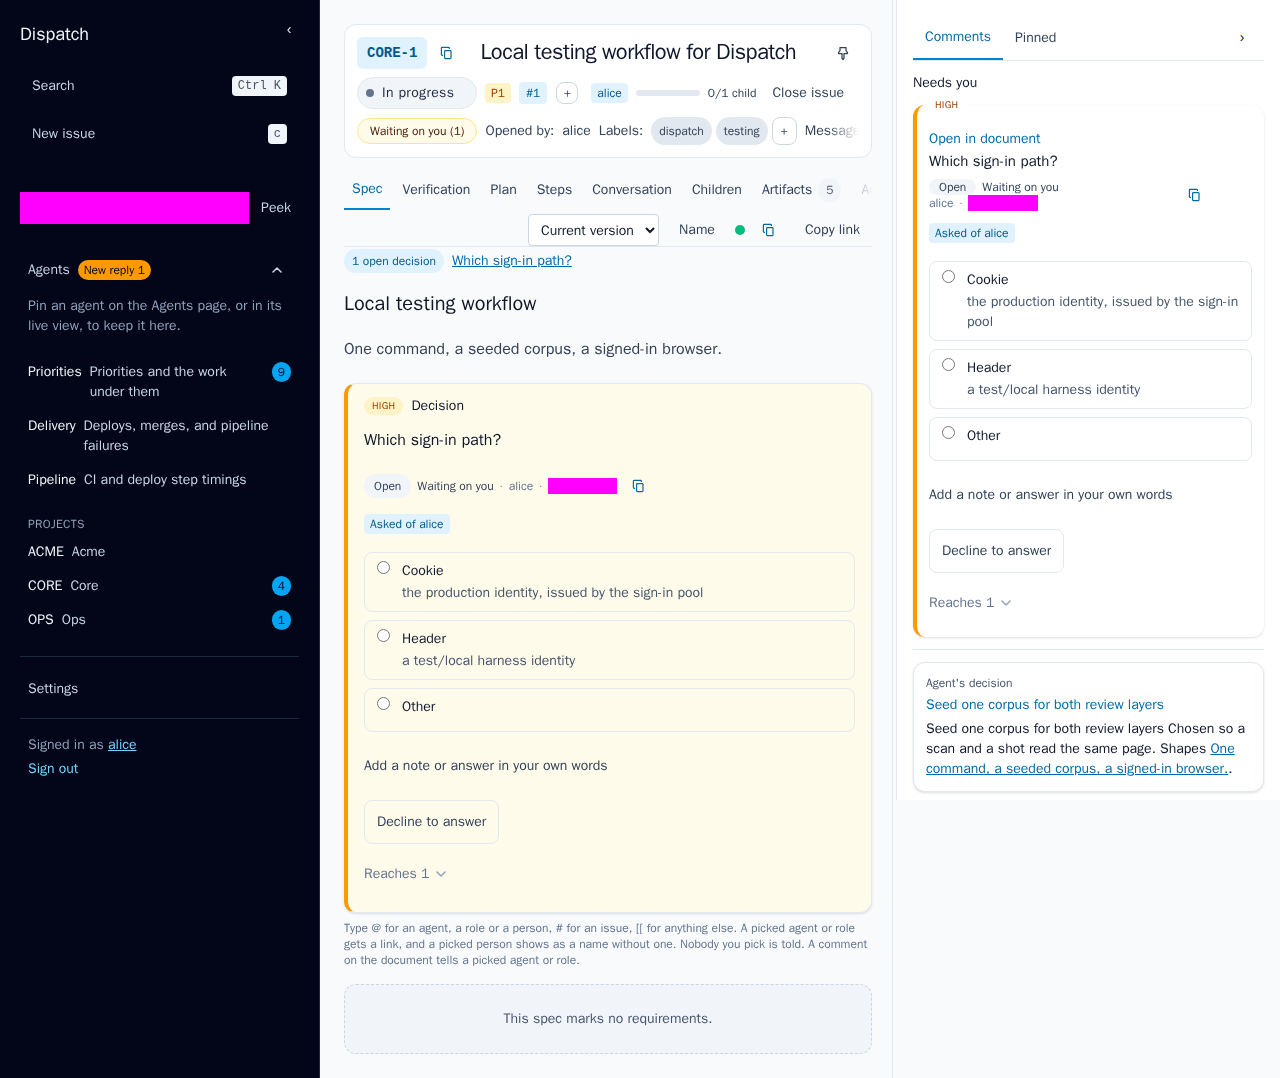 Dispatch
Search
Ctrl K
New issue
C
Peek
Agents
New reply 1
Pin an agent on the Agents page, or in its
live view, to keep it here.
Priorities
Priorities and the work
under them
9
Delivery
Deploys, merges, and pipeline
failures
Pipeline
CI and deploy step timings
PROJECTS
ACME
Acme
CORE
Core
4
OPS
Ops
1
Settings
Signed in as alice
Sign out
CORE-1
Local testing workflow for Dispatch
In progress
P1
#1
+
alice
0/1 child
Close issue
Waiting on you (1)
Opened by: alice
Labels:
dispatch
testing
+
Message
Spec
Verification
Plan
Steps
Conversation
Children
Artifacts
5
Current version
Name
Copy link
1 open decision
Which sign-in path?
Local testing workflow
One command, a seeded corpus, a signed-in browser.
HIGH
Decision
Which sign-in path?
Open
Waiting on you · alice ·
Asked of alice
Cookie
the production identity, issued by the sign-in pool
Header
a test/local harness identity
Other
Add a note or answer in your own words
Decline to answer
Reaches 1
Type @ for an agent, a role or a person, # for an issue, [[ for anything else. A picked agent or role
gets a link, and a picked person shows as a name without one. Nobody you pick is told. A comment
on the document tells a picked agent or role.
This spec marks no requirements.
Comments
Pinned
Needs you
HIGH
Open in document
Which sign-in path?
Open
Waiting on you
alice ·
Asked of alice
Cookie
the production identity, issued by the sign-in
pool
Header
a test/local harness identity
Other
Add a note or answer in your own words
Decline to answer
Reaches 1
Agent's decision
Seed one corpus for both review layers
Seed one corpus for both review layers Chosen so a
scan and a shot read the same page. Shapes One
command, a seeded corpus, a signed-in browser..